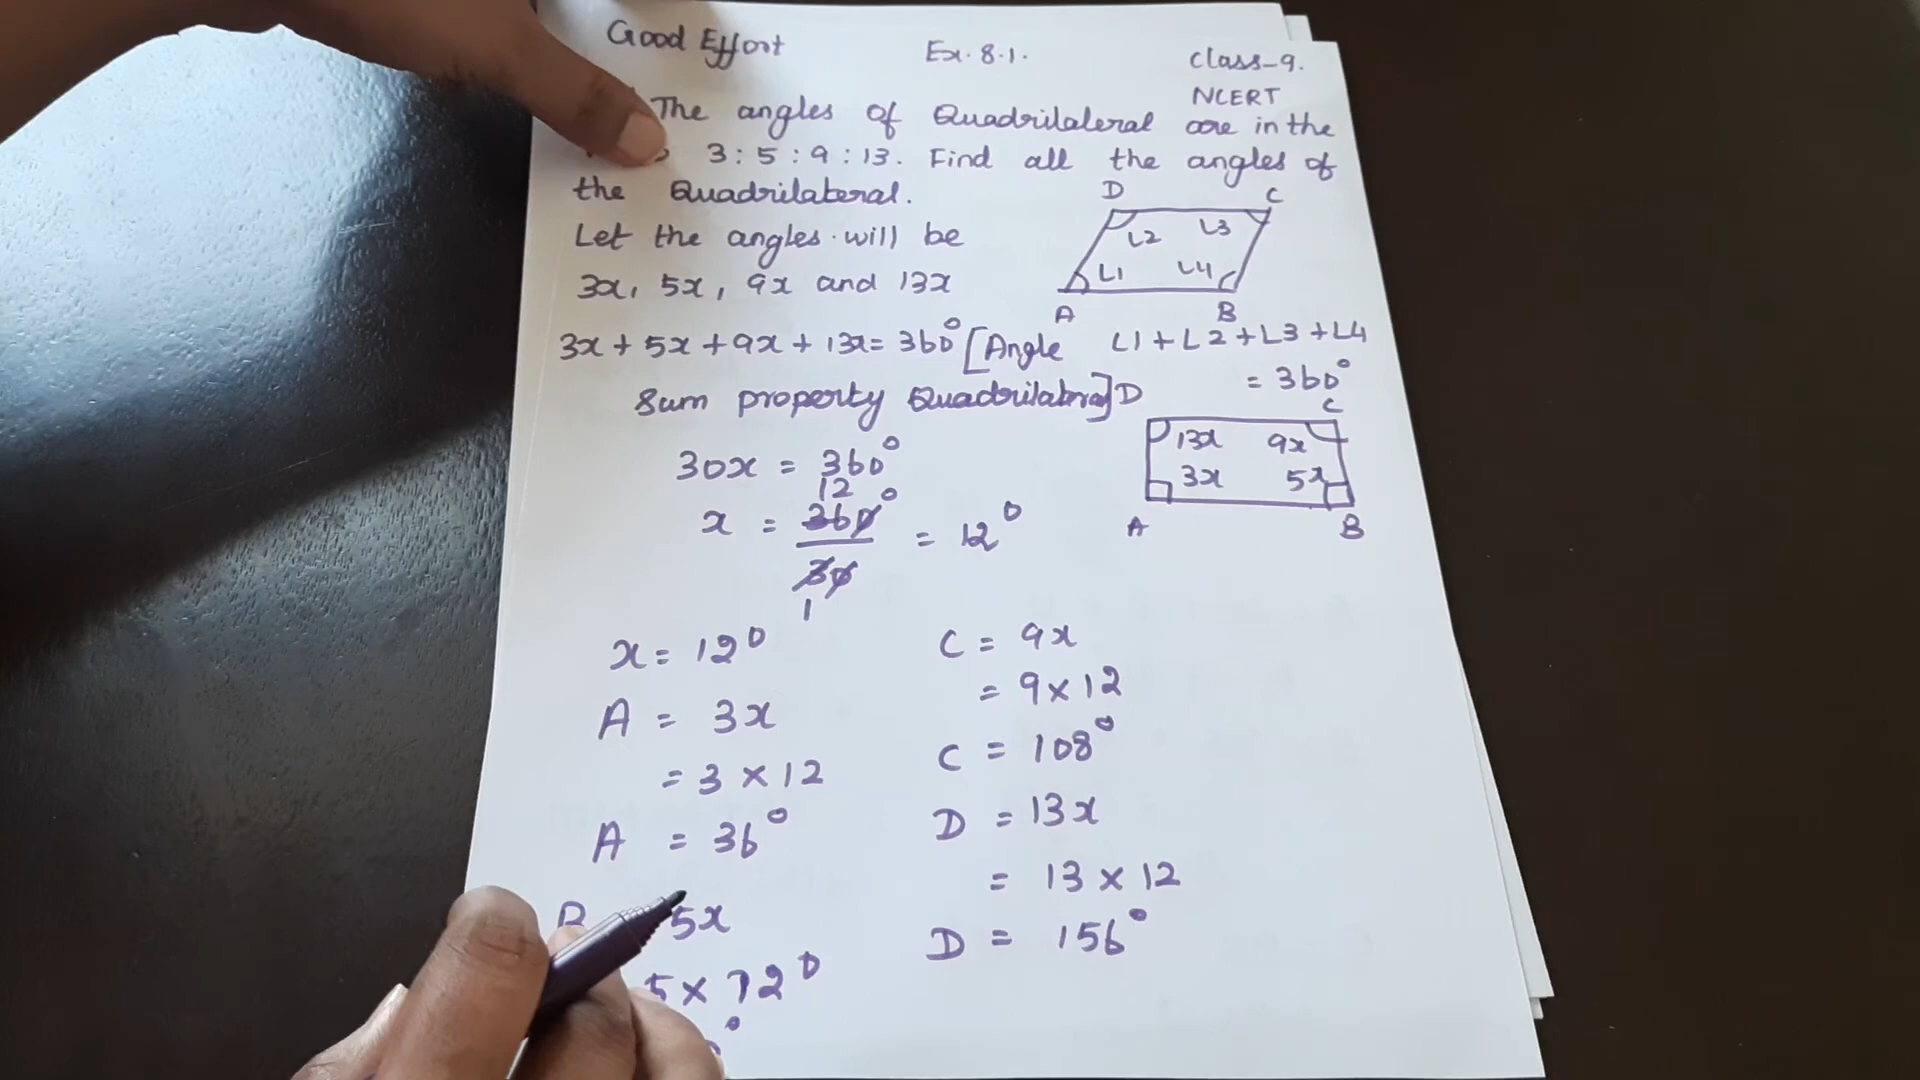 Good Effort
Ex. 8.1.
Class-9.
NCERT
The angles of Quadrilateral are in the
3 : 5 : 9 : 13. Find all the angles of
the Quadrilateral.
Let the angles will be
3x, 5x, 9x and 13x
D C
∠2 ∠3
∠1 ∠4
A B
3x + 5x + 9x + 13x = 360° [Angle
Sum property Quadrilateral]
∠1 + ∠2 + ∠3 + ∠4
= 360°
D C
13x 9x
3x 5x
A B
30x = 360°
12
x = 360° = 12°
30
1
x = 12°
A = 3x
= 3 × 12
A = 36°
5x
5 × 12°
C = 9x
= 9 × 12
C = 108°
D = 13x
= 13 × 12
D = 156°